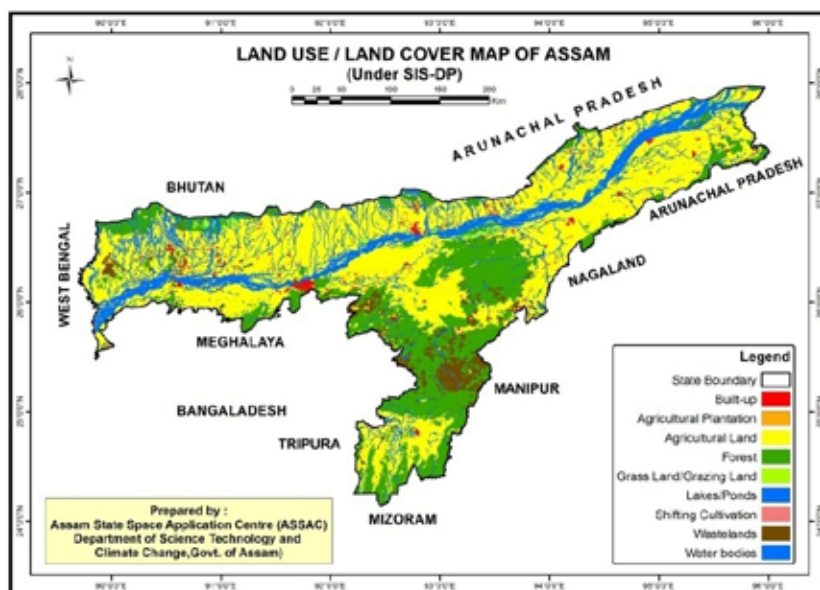 LAND USE / LAND COVER MAP OF ASSAM
(Under SIS-DP)
Km
ARUNACHAL PRADESH
BHUTAN
ARUNACHAL PRADESH
WEST BENGAL
NAGALAND
MEGHALAYA
MANIPUR
BANGALADESH
TRIPURA
MIZORAM
Legend
State Boundary
Built-up
Agricultural Plantation
Agricultural Land
Forest
Grass Land/Grazing Land
Lakes/Ponds
Shifting Cultivation
Wastelands
Water bodies
Prepared by :
Assam State Space Application Centre (ASSAC)
Department of Science Technology and
Climate Change,Govt. of Assam)